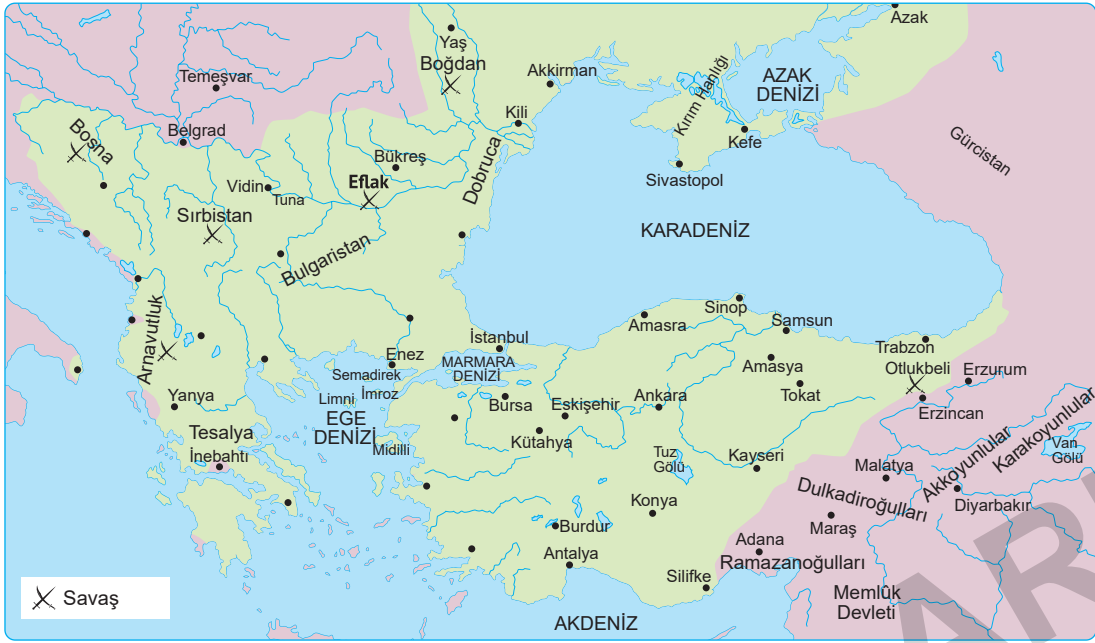 Azak
Yaş
Boğdan
Akkirman
AZAK
DENİZİ
Temeşvar
Kırım Hanlığı
Kili
Kefe
Belgrad
Bosna
Gürcistan
Bükreş
Dobruca
Sivastopol
Vidin
Tuna
Eflak
Sırbistan
KARADENİZ
Bulgaristan
Sinop
Amasra
Samsun
İstanbul
Trabzon
Arnavutluk
Enez
MARMARA
DENİZİ
Amasya
Otlukbeli
Erzurum
Semadirek
Limni
İmroz
Yanya
Bursa
Eskişehir
Ankara
Tokat
Erzincan
EGE
DENİZİ
Tesalya
İnebahtı
Midilli
Kütahya
Tuz
Gölü
Kayseri
Akkoyunlular
Karakoyunlular
Van
Gölü
Malatya
Dulkadiroğulları
Diyarbakır
Konya
Maraş
Burdur
Adana
Ramazanoğulları
Antalya
Silifke
Memlûk
Devleti
Savaş
AKDENİZ